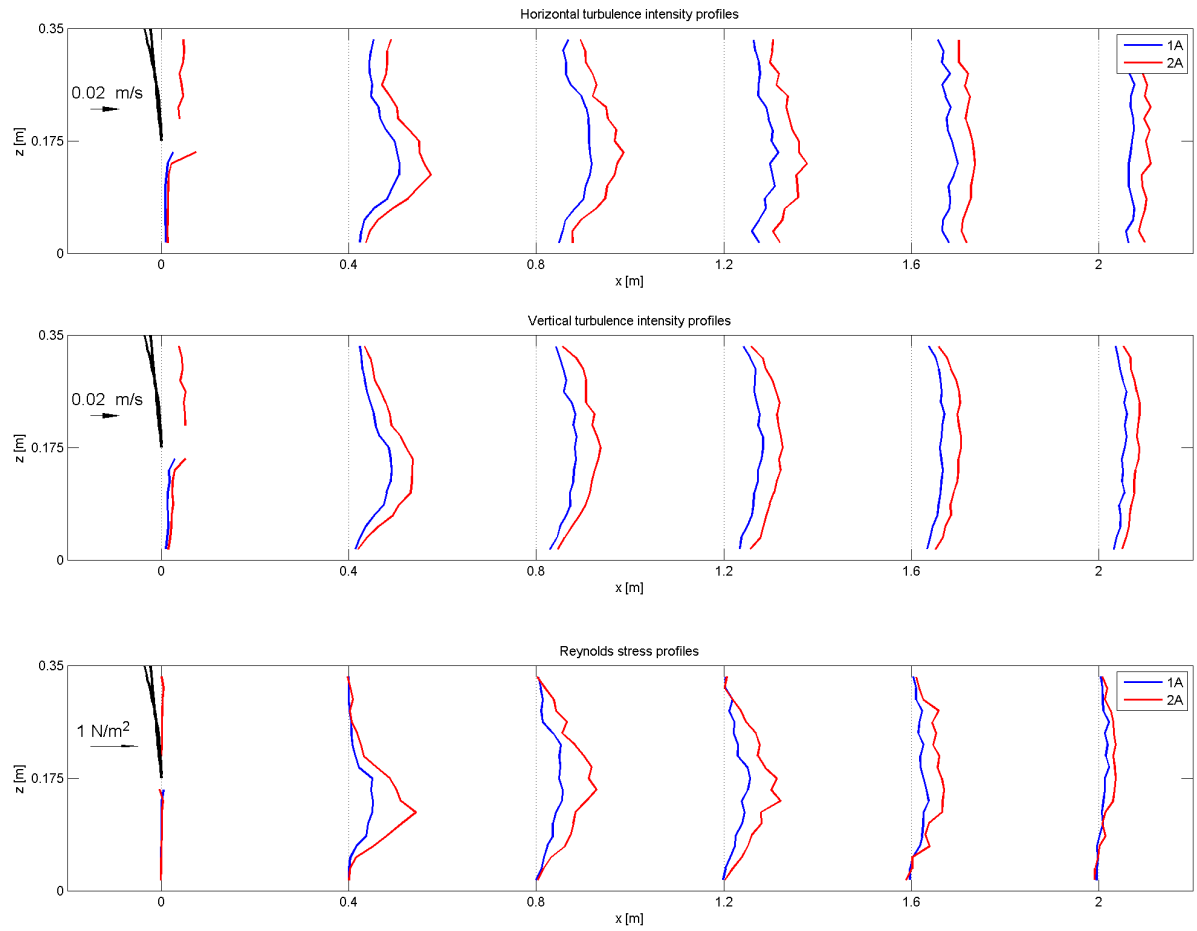 Horizontal turbulence intensity profiles
0.35
0.175
0
z [m]
0.02 m/s
1A
2A
0 0.4 0.8 1.2 1.6 2
x [m]
Vertical turbulence intensity profiles
0.35
0.175
0
z [m]
0.02 m/s
0 0.4 0.8 1.2 1.6 2
x [m]
Reynolds stress profiles
0.35
0.175
0
z [m]
1 N/m²
1A
2A
0 0.4 0.8 1.2 1.6 2
x [m]